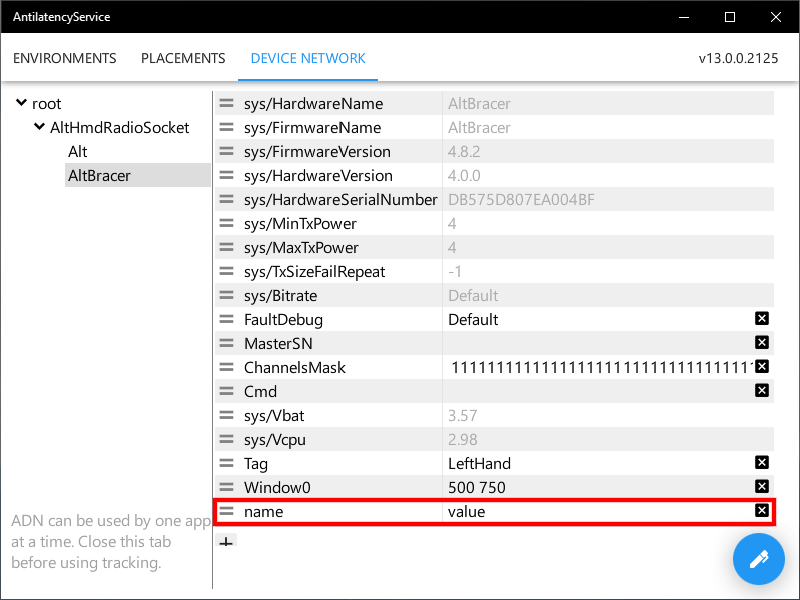 AntilatencyService
ENVIRONMENTS PLACEMENTS DEVICE NETWORK v13.0.0.2125
root
AltHmdRadioSocket
Alt
AltBracer
sys/HardwareName AltBracer
sys/FirmwareName AltBracer
sys/FirmwareVersion 4.8.2
sys/HardwareVersion 4.0.0
sys/HardwareSerialNumber DB575D807EA004BF
sys/MinTxPower 4
sys/MaxTxPower 4
sys/TxSizeFailRepeat -1
sys/Bitrate Default
FaultDebug Default
MasterSN
ChannelsMask
Cmd
sys/Vbat 3.57
sys/Vcpu 2.98
Tag LeftHand
Window0 500 750
name value
ADN can be used by one app
at a time. Close this tab
before using tracking.